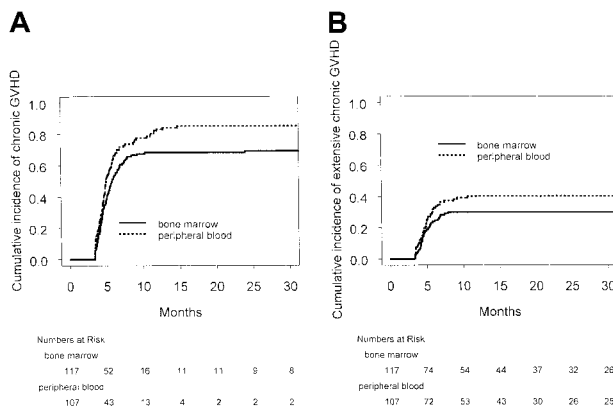 A
B
Cumulative incidence of chronic GVHD
1.0
0.8
0.6
0.4
0.2
0.0
bone marrow
peripheral blood
0 5 10 15 20 25 30
Months
Numbers at Risk
bone marrow
117 52 16 11 11 9 8
peripheral blood
107 43 13 4 2 2 2
Cumulative incidence of extensive chronic GVHD
1.0
0.8
0.6
0.4
0.2
0.0
bone marrow
peripheral blood
0 5 10 15 20 25 30
Months
Numbers at Risk
bone marrow
117 74 54 44 37 32 26
peripheral blood
107 72 53 43 30 26 25